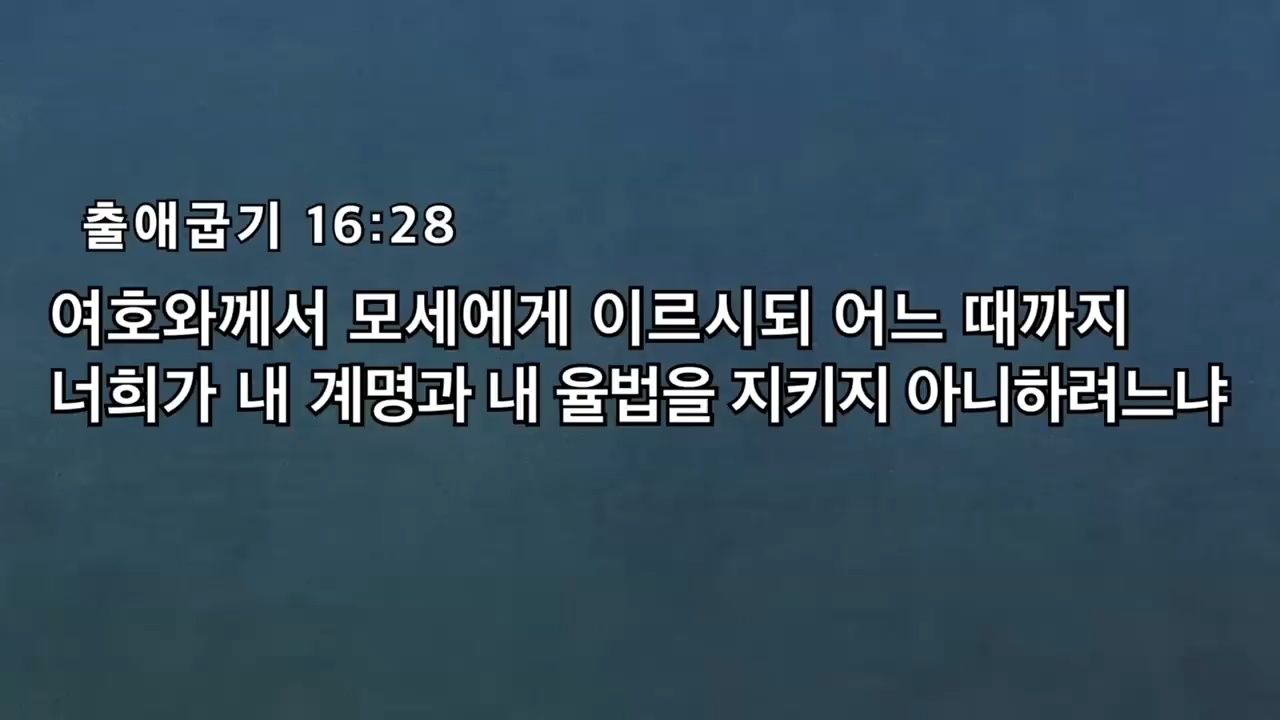 출애굽기 16:28
여호와께서 모세에게 이르시되 어느 때까지
너희가 내 계명과 내 율법을 지키지 아니하려느냐